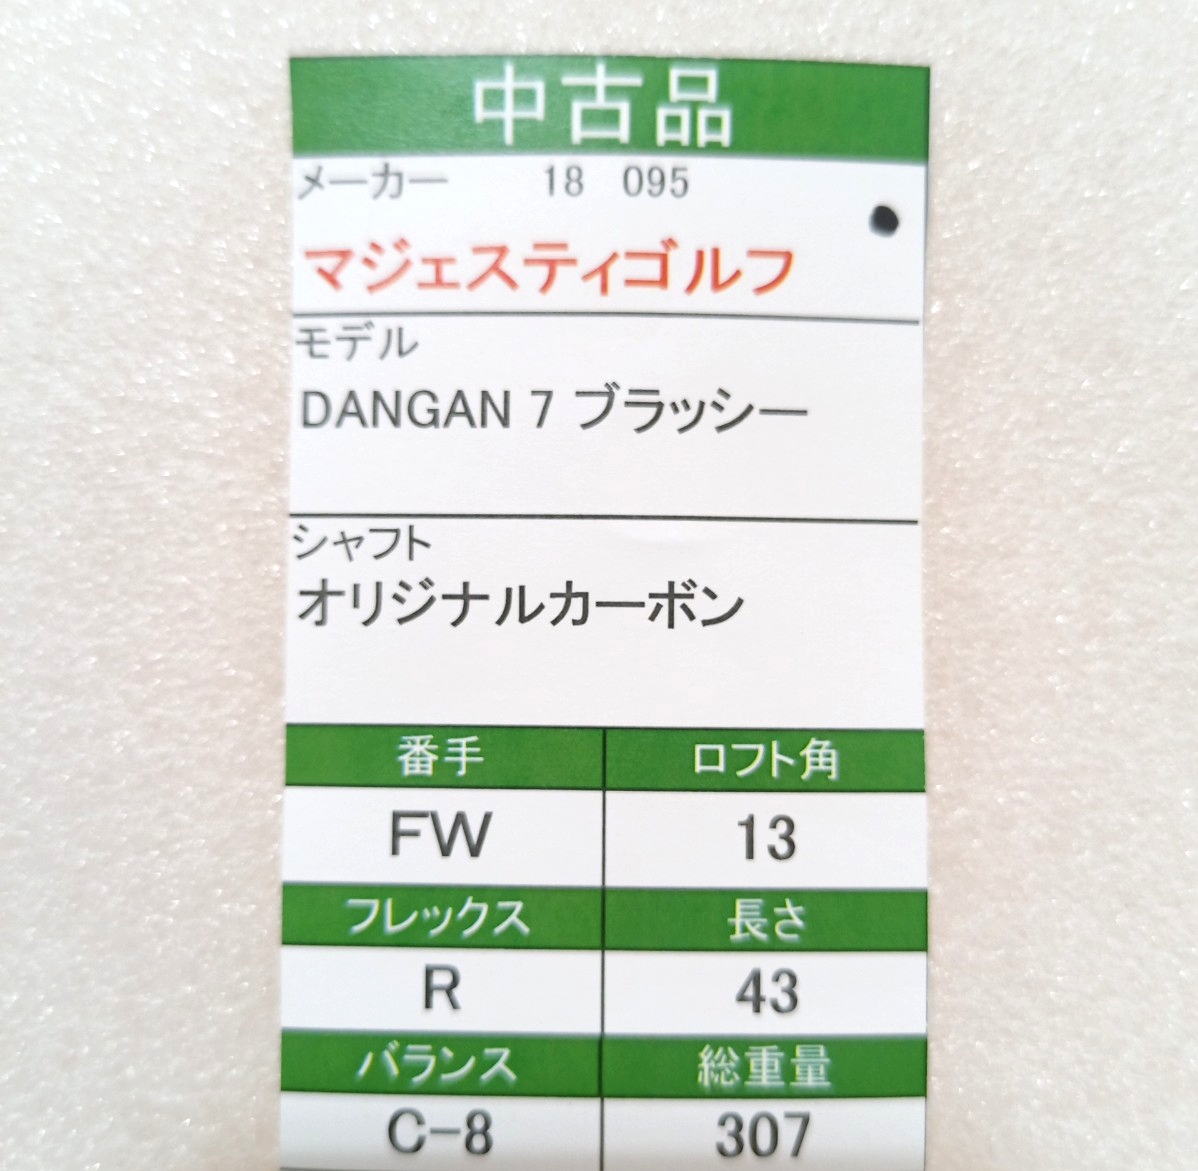 中古品
メーカー 18 095
マジェスティゴルフ
モデル
DANGAN 7 ブラッシー
シャフト
オリジナルカーボン
番手 ロフト角
FW 13
フレックス 長さ
R 43
バランス 総重量
C-8 307